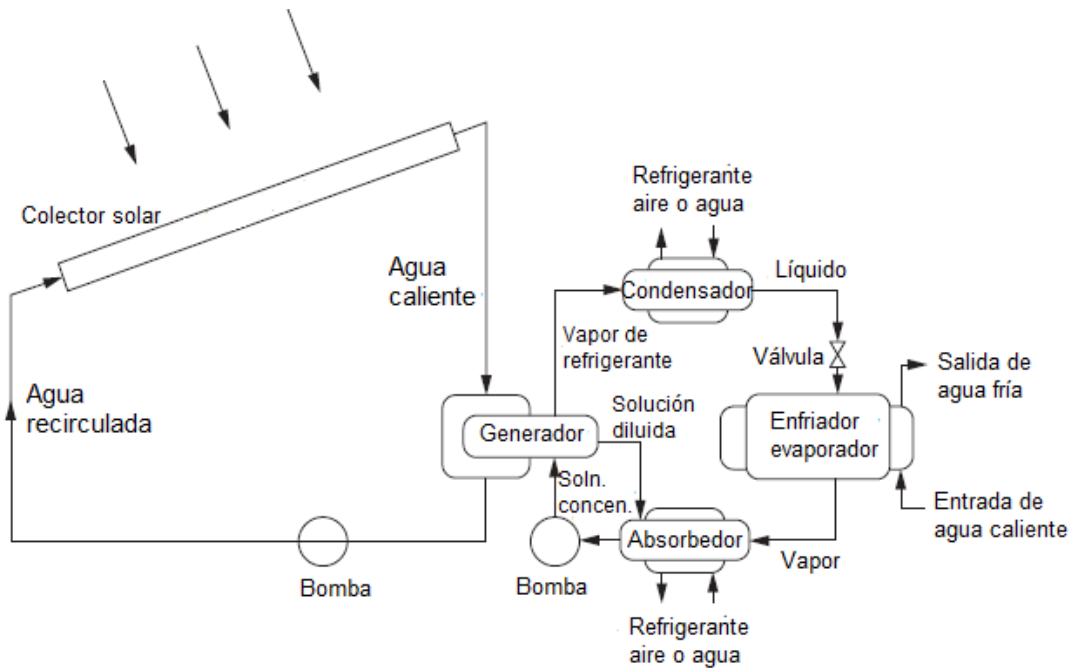 Colector solar
Agua
caliente
Agua
recirculada
Bomba
Refrigerante
aire o agua
Condensador
Líquido
Vapor de
refrigerante
Válvula
Salida de
agua fría
Solución
diluida
Generador
Enfriador
evaporador
Soln.
concen.
Entrada de
agua caliente
Absorbedor
Vapor
Bomba
Refrigerante
aire o agua